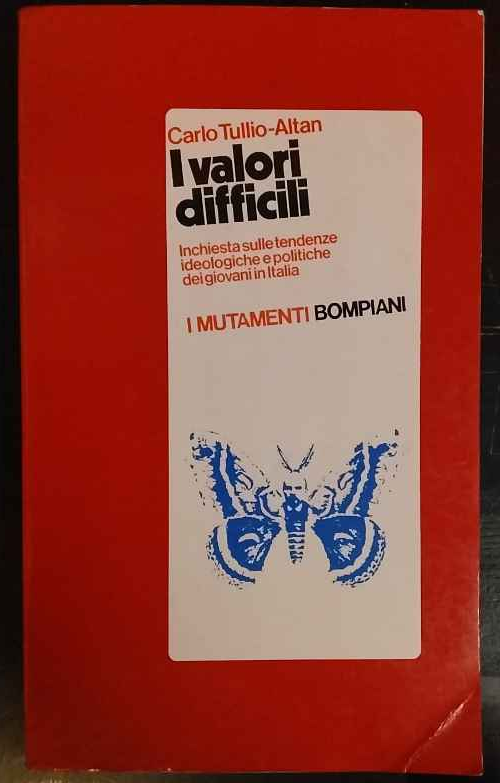 Carlo Tullio-Altan
I valori
difficili
Inchiesta sulle tendenze
ideologiche e politiche
dei giovani in Italia
I MUTAMENTI BOMPIANI